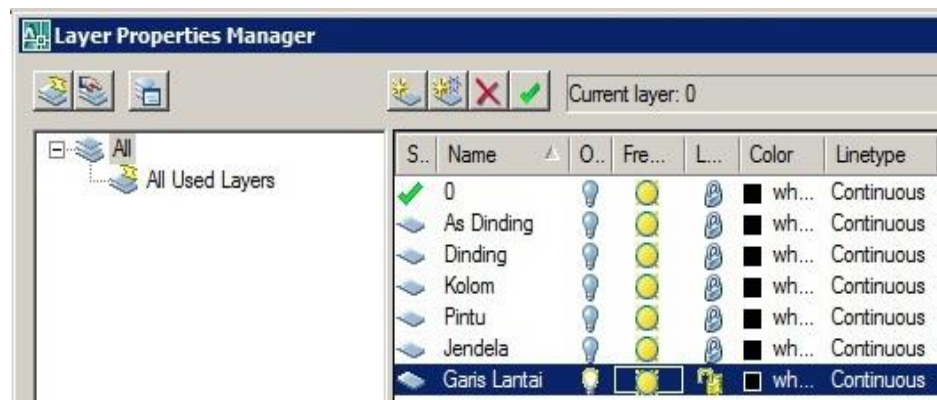 Layer Properties Manager
Current layer: 0
All
All Used Layers
S.. Name O.. Fre... L... Color Linetype
0 wh... Continuous
As Dinding wh... Continuous
Dinding wh... Continuous
Kolom wh... Continuous
Pintu wh... Continuous
Jendela wh... Continuous
Garis Lantai wh... Continuous